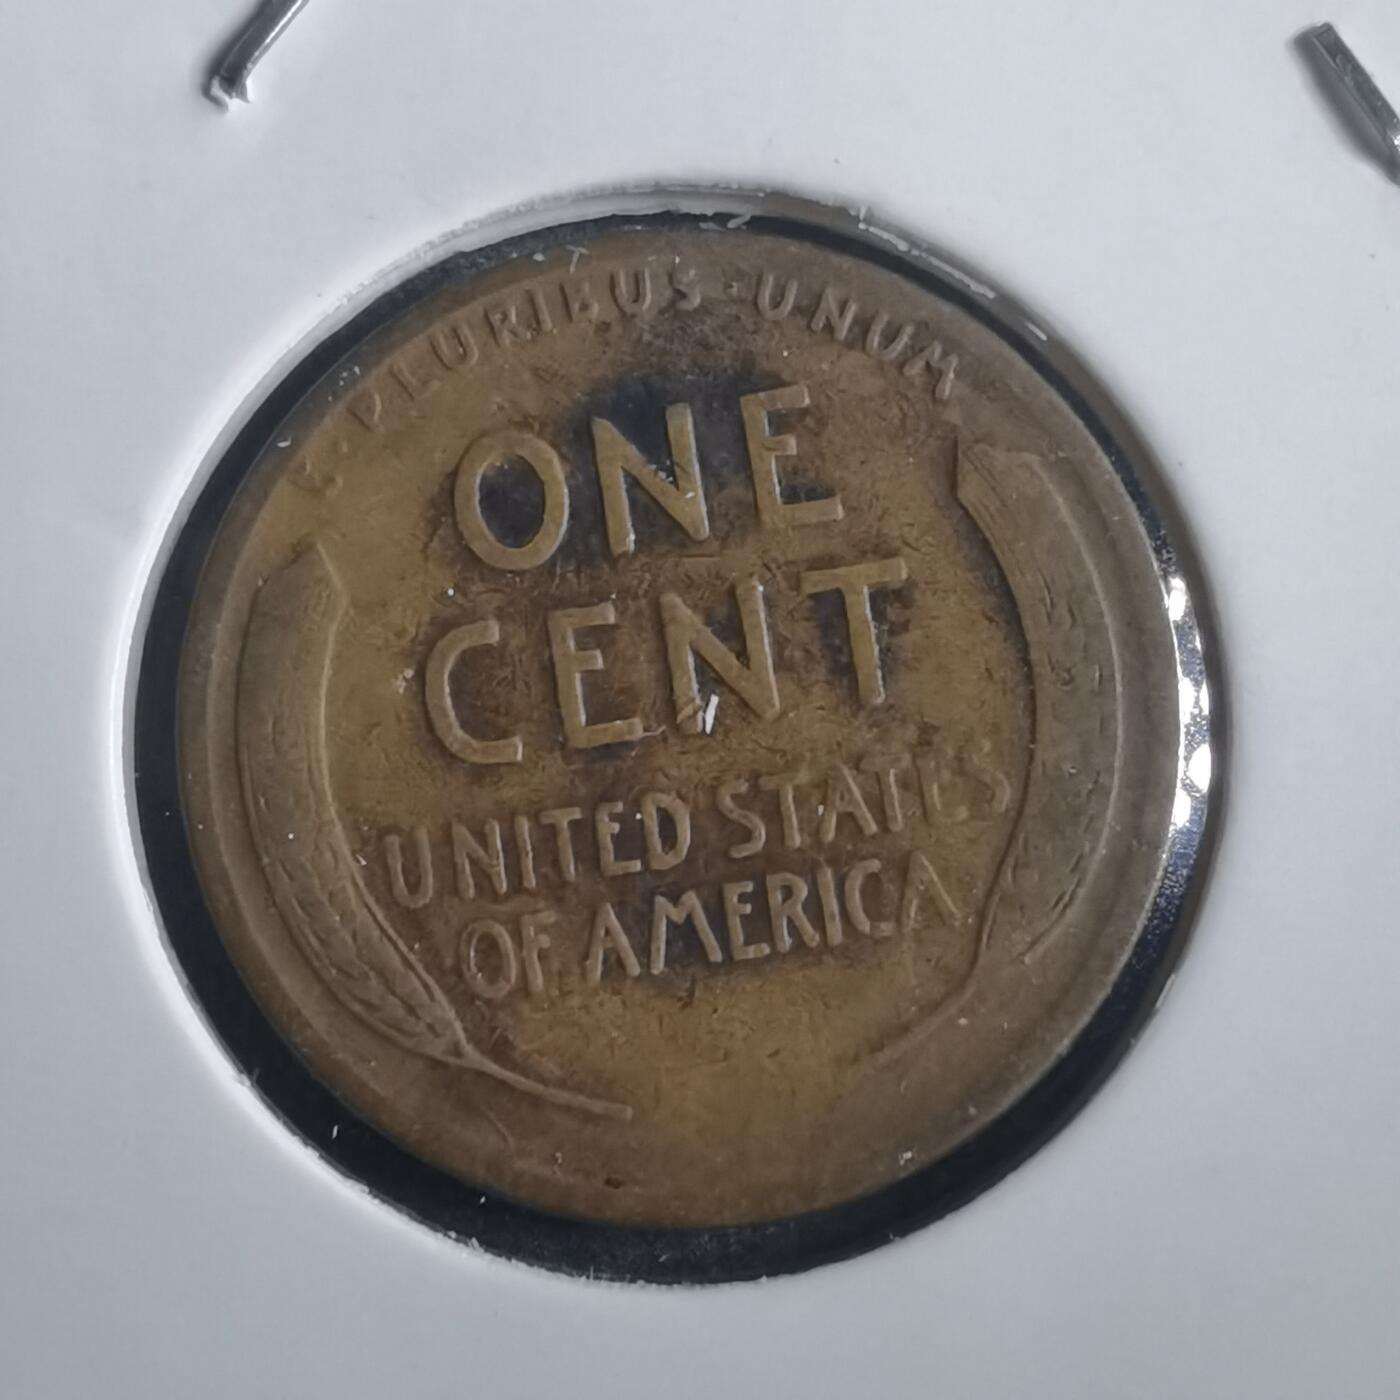 E · PLURIBUS · UNUM
ONE
CENT
UNITED STATES
OF AMERICA